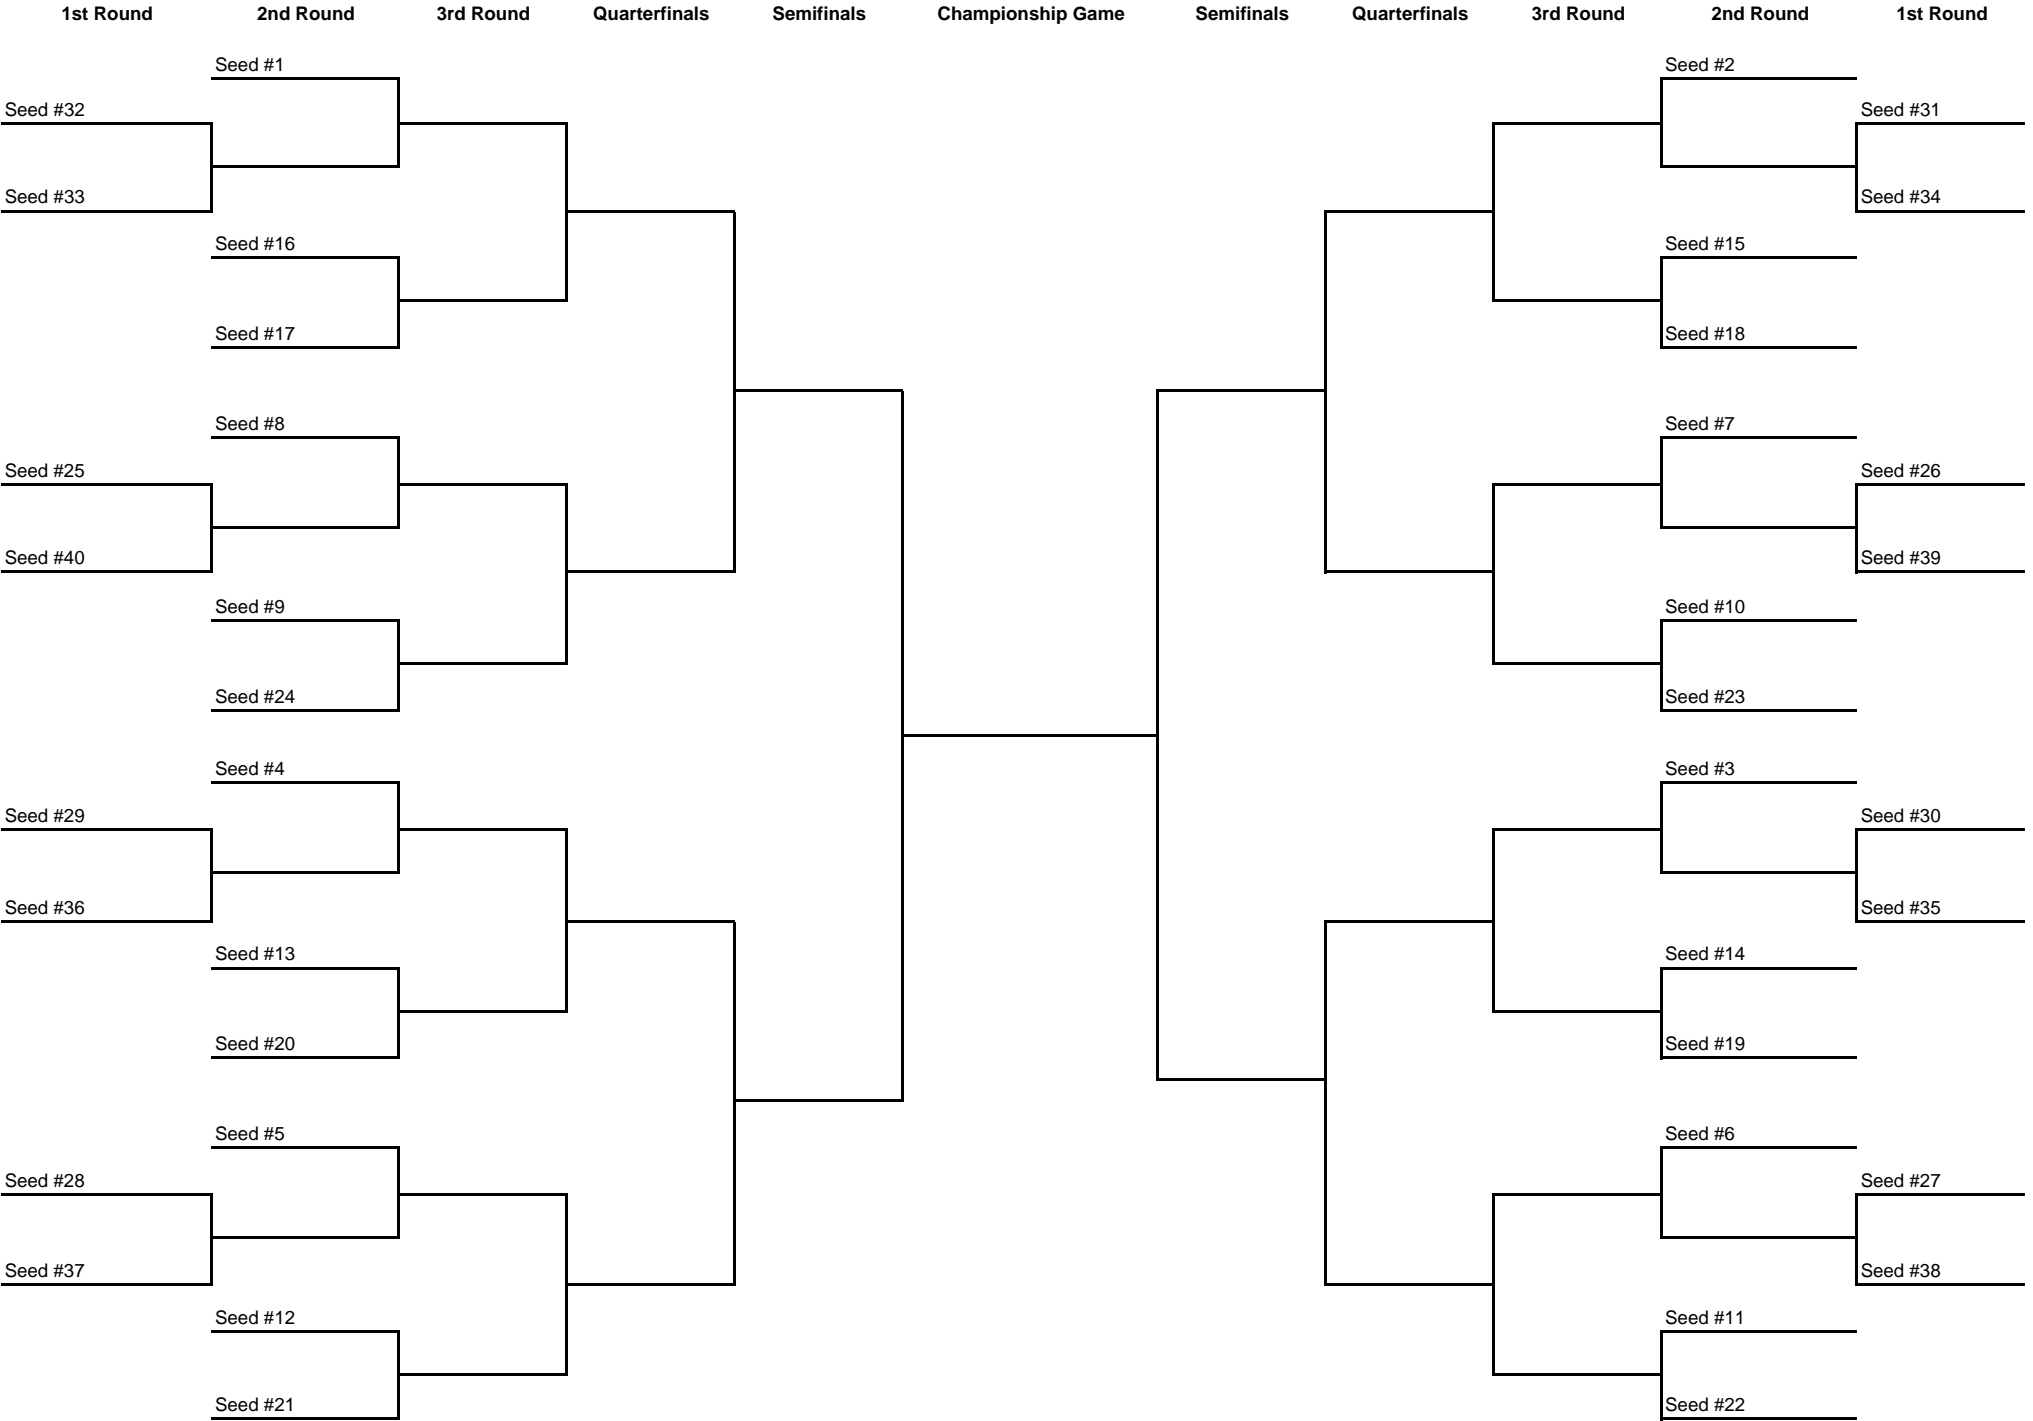 1st Round 2nd Round 3rd Round Quarterfinals Semifinals Championship Game Semifinals Quarterfinals 3rd Round 2nd Round 1st Round
Seed #1 Seed #2
Seed #32 Seed #31
Seed #33 Seed #34
Seed #16 Seed #15
Seed #17 Seed #18
Seed #8 Seed #7
Seed #25 Seed #26
Seed #40 Seed #39
Seed #9 Seed #10
Seed #24 Seed #23
Seed #4 Seed #3
Seed #29 Seed #30
Seed #36 Seed #35
Seed #13 Seed #14
Seed #20 Seed #19
Seed #5 Seed #6
Seed #28 Seed #27
Seed #37 Seed #38
Seed #12 Seed #11
Seed #21 Seed #22